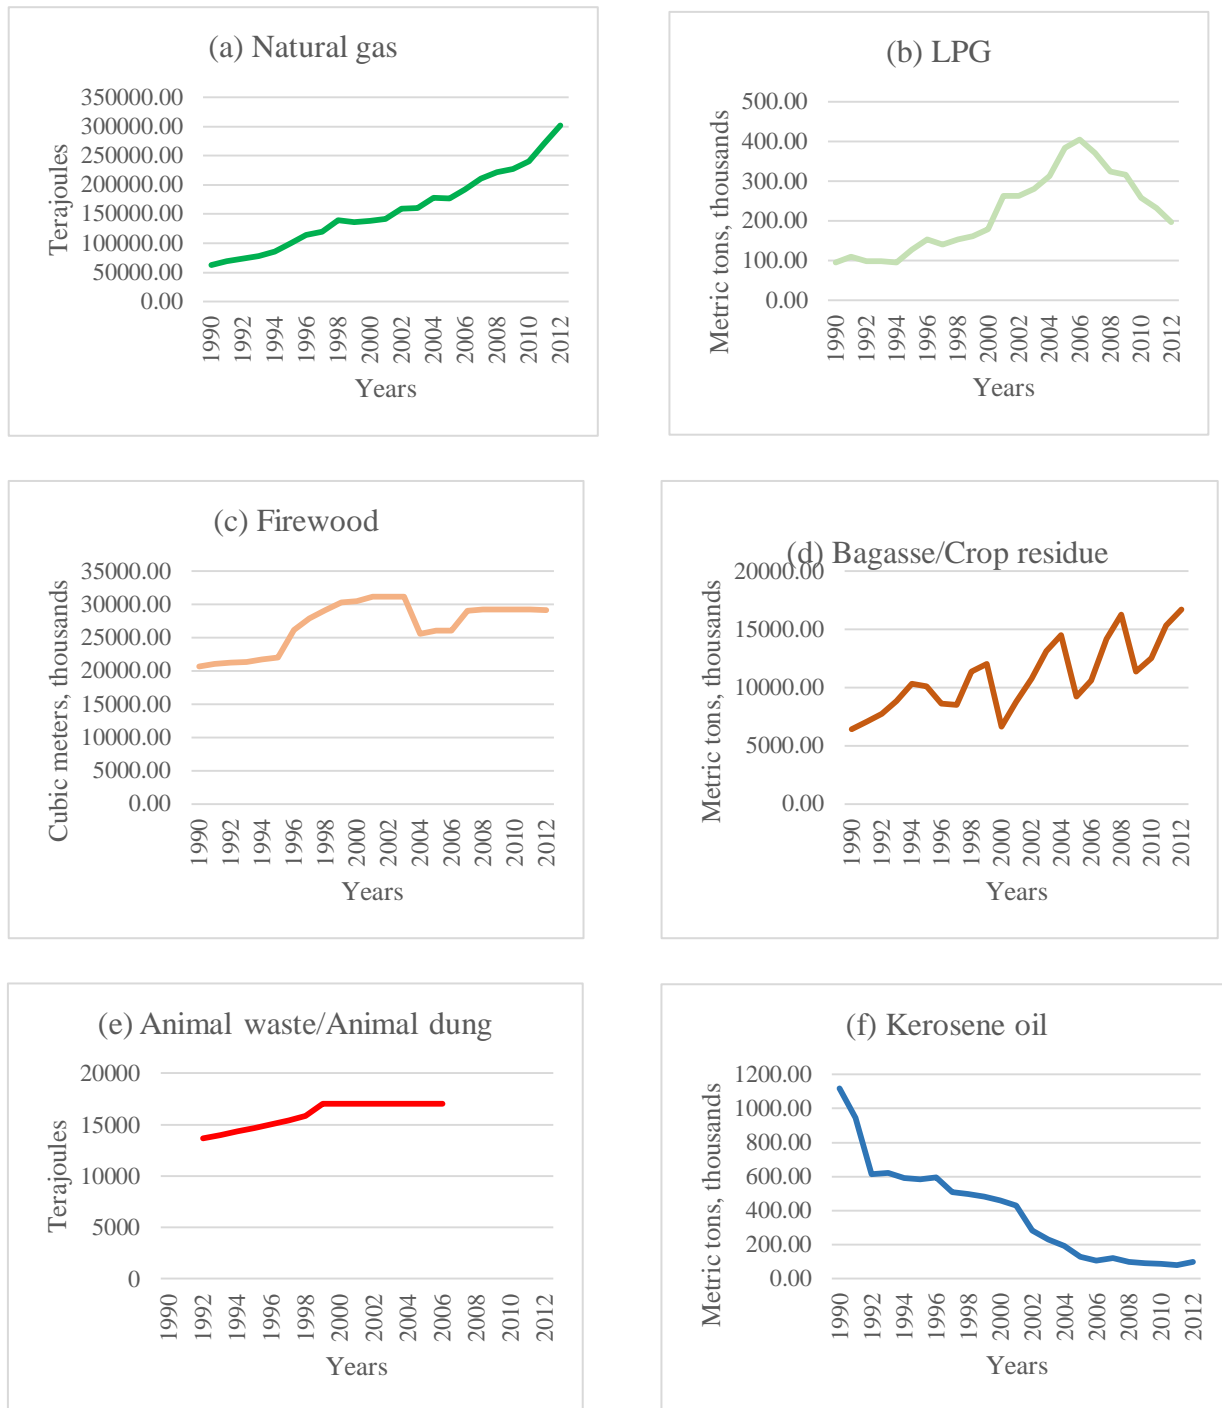 (a) Natural gas
Terajoules
350000.00
300000.00
250000.00
200000.00
150000.00
100000.00
50000.00
0.00
1990 1992 1994 1996 1998 2000 2002 2004 2006 2008 2010 2012
Years
(b) LPG
Metric tons, thousands
500.00
400.00
300.00
200.00
100.00
0.00
1990 1992 1994 1996 1998 2000 2002 2004 2006 2008 2010 2012
Years
(c) Firewood
Cubic meters, thousands
35000.00
30000.00
25000.00
20000.00
15000.00
10000.00
5000.00
0.00
1990 1992 1994 1996 1998 2000 2002 2004 2006 2008 2010 2012
Years
(d) Bagasse/Crop residue
Metric tons, thousands
20000.00
15000.00
10000.00
5000.00
0.00
1990 1992 1994 1996 1998 2000 2002 2004 2006 2008 2010 2012
Years
(e) Animal waste/Animal dung
Terajoules
20000
15000
10000
5000
0
1990 1992 1994 1996 1998 2000 2002 2004 2006 2008 2010 2012
Years
(f) Kerosene oil
Metric tons, thousands
1200.00
1000.00
800.00
600.00
400.00
200.00
0.00
1990 1992 1994 1996 1998 2000 2002 2004 2006 2008 2010 2012
Years